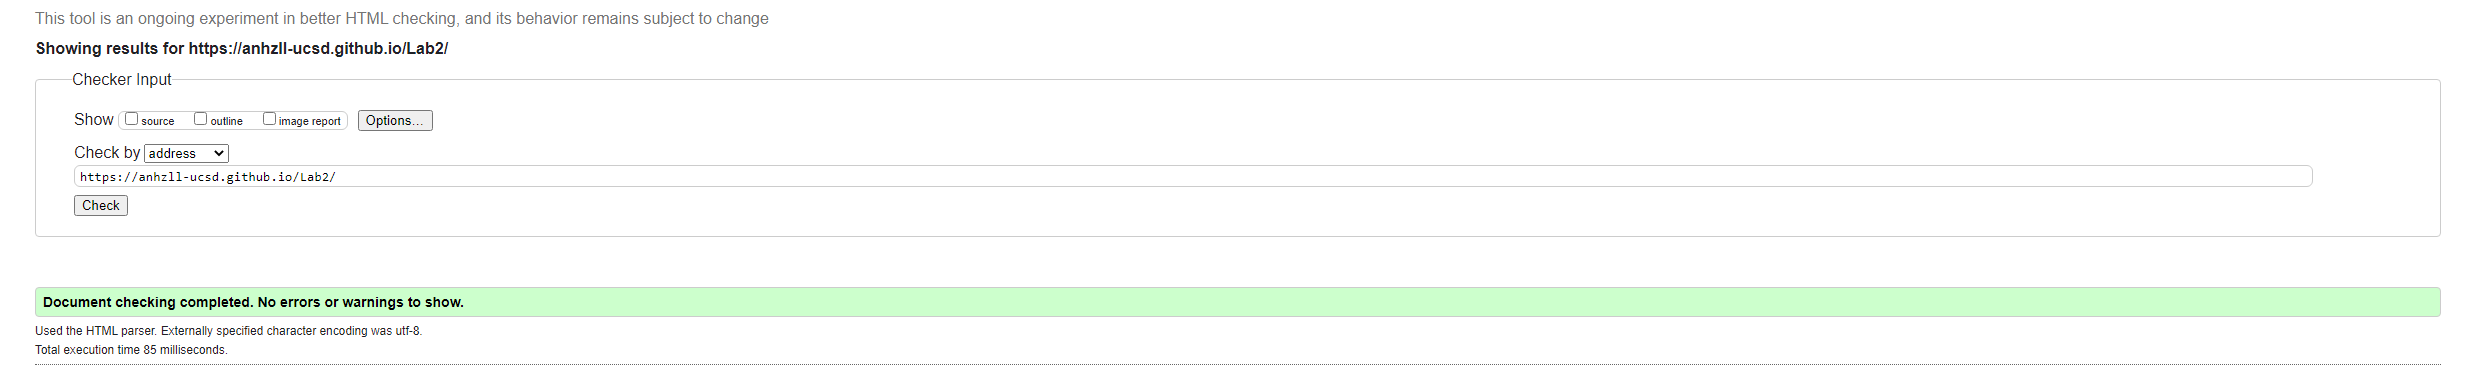 This tool is an ongoing experiment in better HTML checking, and its behavior remains subject to change
Showing results for https://anhzll-ucsd.github.io/Lab2/
Checker Input
Show source outline image report Options...
Check by address
https://anhzll-ucsd.github.io/Lab2/
Check
Document checking completed. No errors or warnings to show.
Used the HTML parser. Externally specified character encoding was utf-8.
Total execution time 85 milliseconds.